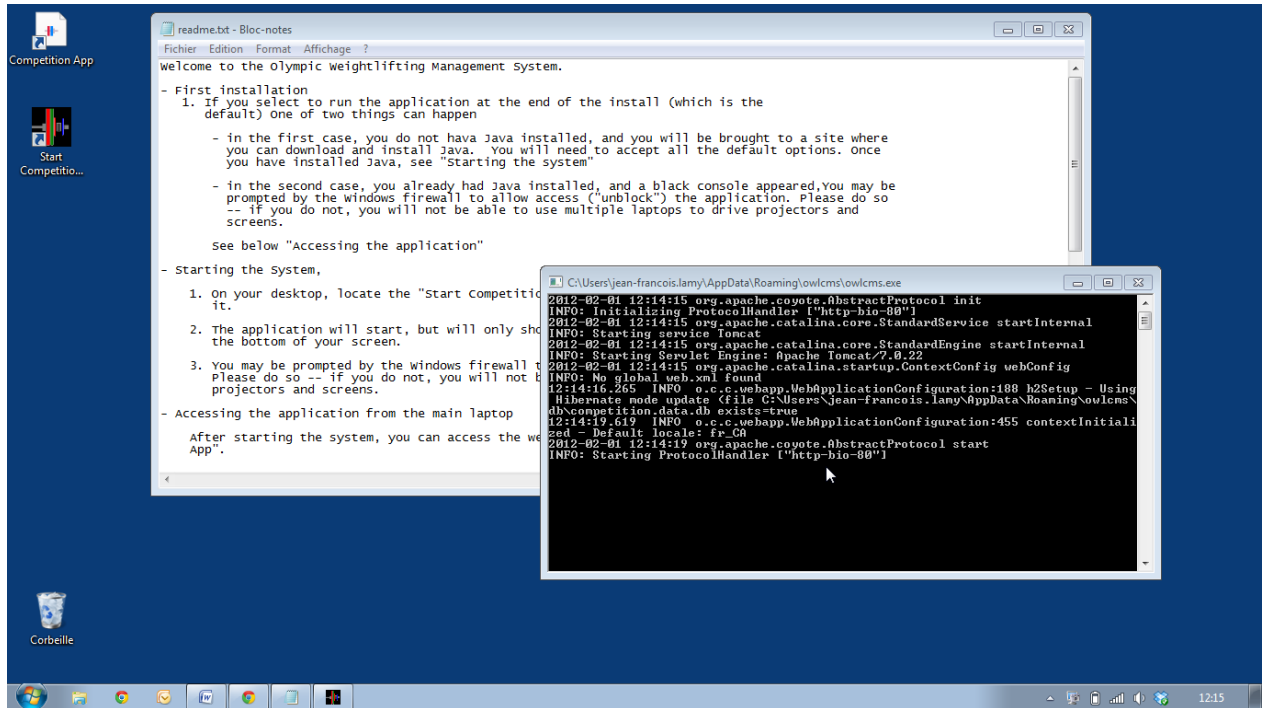 Competition App
Start
Competitio...
Corbeille
readme.txt - Bloc-notes
Fichier Edition Format Affichage ?
Welcome to the Olympic Weightlifting Management System.
- First installation
1. If you select to run the application at the end of the install (which is the
default) One of two things can happen
- in the first case, you do not hava Java installed, and you will be brought to a site where
you can download and install Java. You will need to accept all the default options. Once
you have installed Java, see "Starting the system"
- in the second case, you already had Java installed, and a black console appeared,You may be
prompted by the Windows firewall to allow access ("unblock") the application. Please do so
-- if you do not, you will not be able to use multiple laptops to drive projectors and
screens.
See below "Accessing the application"
- Starting the System,
1. On your desktop, locate the "Start Competitio
it.
2. The application will start, but will only sho
the bottom of your screen.
3. You may be prompted by the Windows firewall t
Please do so -- if you do not, you will not b
projectors and screens.
- Accessing the application from the main laptop
After starting the system, you can access the we
App".
C:\Users\jean-francois.lamy\AppData\Roaming\owlcms\owlcms.exe
2012-02-01 12:14:15 org.apache.coyote.AbstractProtocol init
INFO: Initializing ProtocolHandler ["http-bio-80"]
2012-02-01 12:14:15 org.apache.catalina.core.StandardService startInternal
INFO: Starting service Tomcat
2012-02-01 12:14:15 org.apache.catalina.core.StandardEngine startInternal
INFO: Starting Servlet Engine: Apache Tomcat/7.0.22
2012-02-01 12:14:15 org.apache.catalina.startup.ContextConfig webConfig
INFO: No global web.xml found
12:14:16.265 INFO o.c.c.webapp.WebApplicationConfiguration:188 h2Setup - Using
Hibernate mode update (file C:\Users\jean-francois.lamy\AppData\Roaming\owlcms\
db\competition.data.db exists=true
12:14:19.619 INFO o.c.c.webapp.WebApplicationConfiguration:455 contextInitiali
zed - Default locale: fr_CA
2012-02-01 12:14:19 org.apache.coyote.AbstractProtocol start
INFO: Starting ProtocolHandler ["http-bio-80"]
12:15